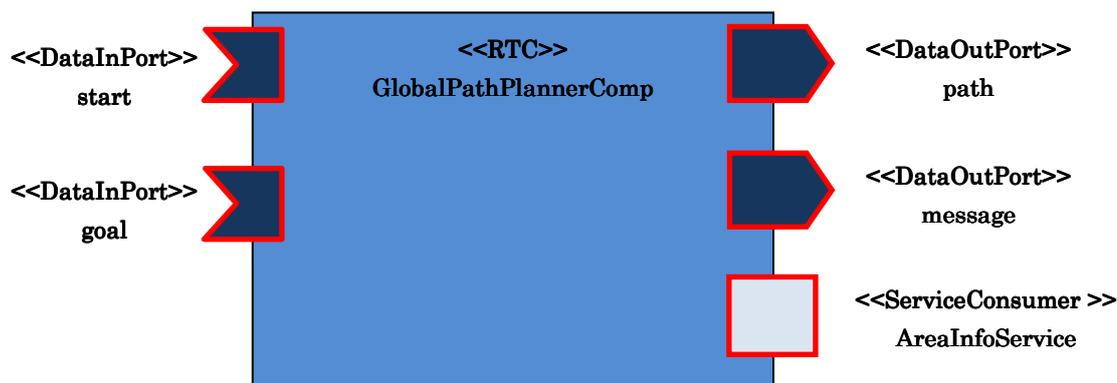 <<DataInPort>>
start
<<DataInPort>>
goal
<<RTC>>
GlobalPathPlannerComp
<<DataOutPort>>
path
<<DataOutPort>>
message
<<ServiceConsumer >>
AreaInfoService